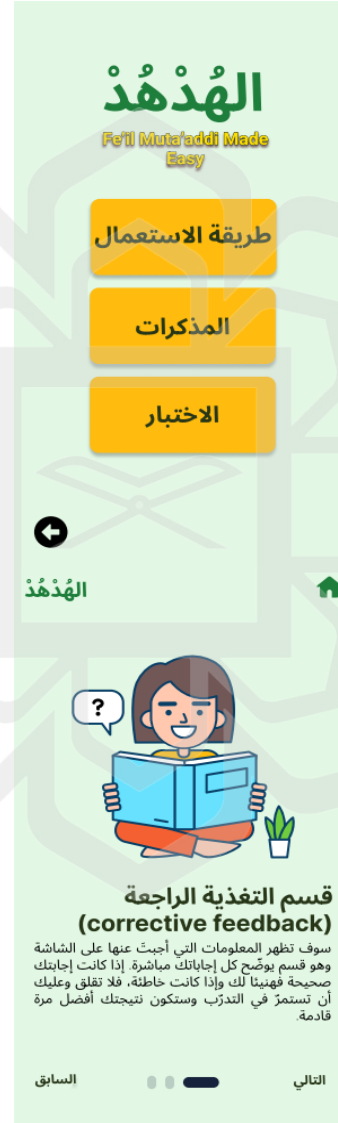 الهُدْهُدْ
Fe'il Muta'addi Made
Easy
طريقة الاستعمال
المذكرات
الاختبار
الهُدْهُدْ
?
قسم التغذية الراجعة
(corrective feedback)
سوف تظهر المعلومات التي أجبتَ عنها على الشاشة
وهو قسم يوضّح كل إجاباتك مباشرة. إذا كانت إجابتك
صحيحة فهنيئا لك وإذا كانت خاطئة، فلا تقلق وعليك
أن تستمرّ في التدرّب وستكون نتيجتك أفضل مرة
قادمة.
التالي
السابق